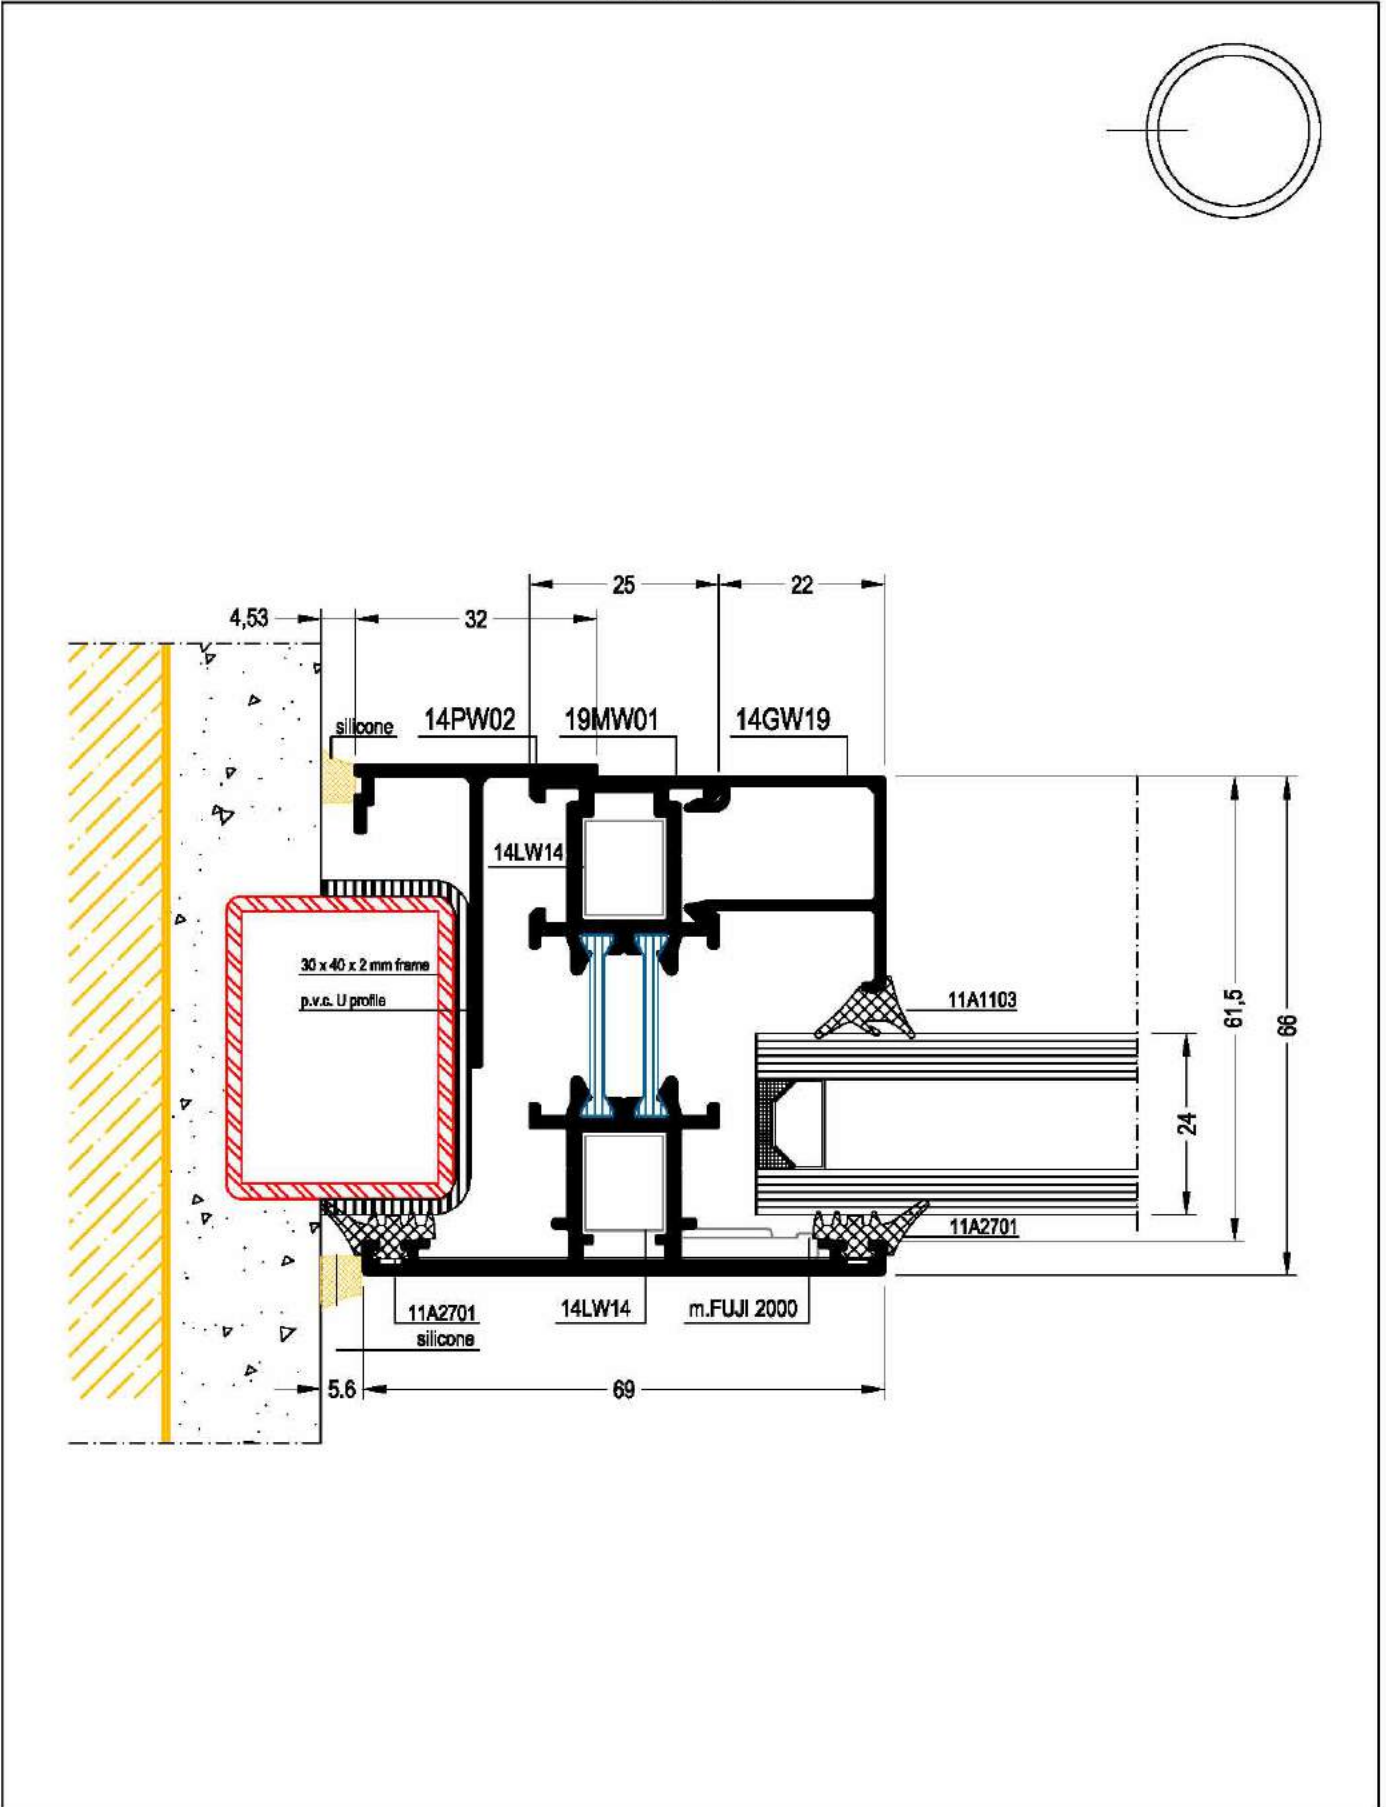 25
22
4,53
32
silicone
14PW02
19MW01
14GW19
14LW14
30 x 40 x 2 mm frame
p.v.c. U profile
11A1103
61,5
66
24
11A2701
11A2701
silicone
14LW14
m.FUJI 2000
5.6
69